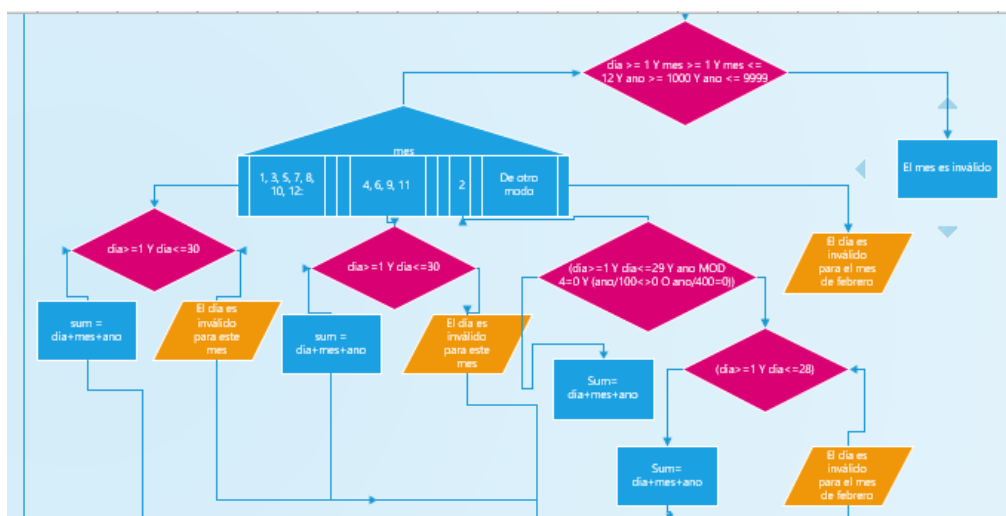 dia >= 1 Y mes >= 1 Y mes <=
12 Y ano >= 1000 Y ano <= 9999
mes
1, 3, 5, 7, 8,
10, 12:
4, 6, 9, 11
2
De otro
modo
El mes es inválido
dia>=1 Y dia<=30
dia>=1 Y dia<=30
(dia>=1 Y dia<=29 Y ano MOD
4=0 Y (ano/100<>0 O ano/400=0))
El día es
inválido
para el mes
de febrero
sum =
dia+mes+ano
El día es
inválido
para este
mes
sum =
dia+mes+ano
El día es
inválido
para este
mes
Sum=
dia+mes+ano
(dia>=1 Y dia<=28)
Sum=
dia+mes+ano
El día es
inválido
para el mes
de febrero